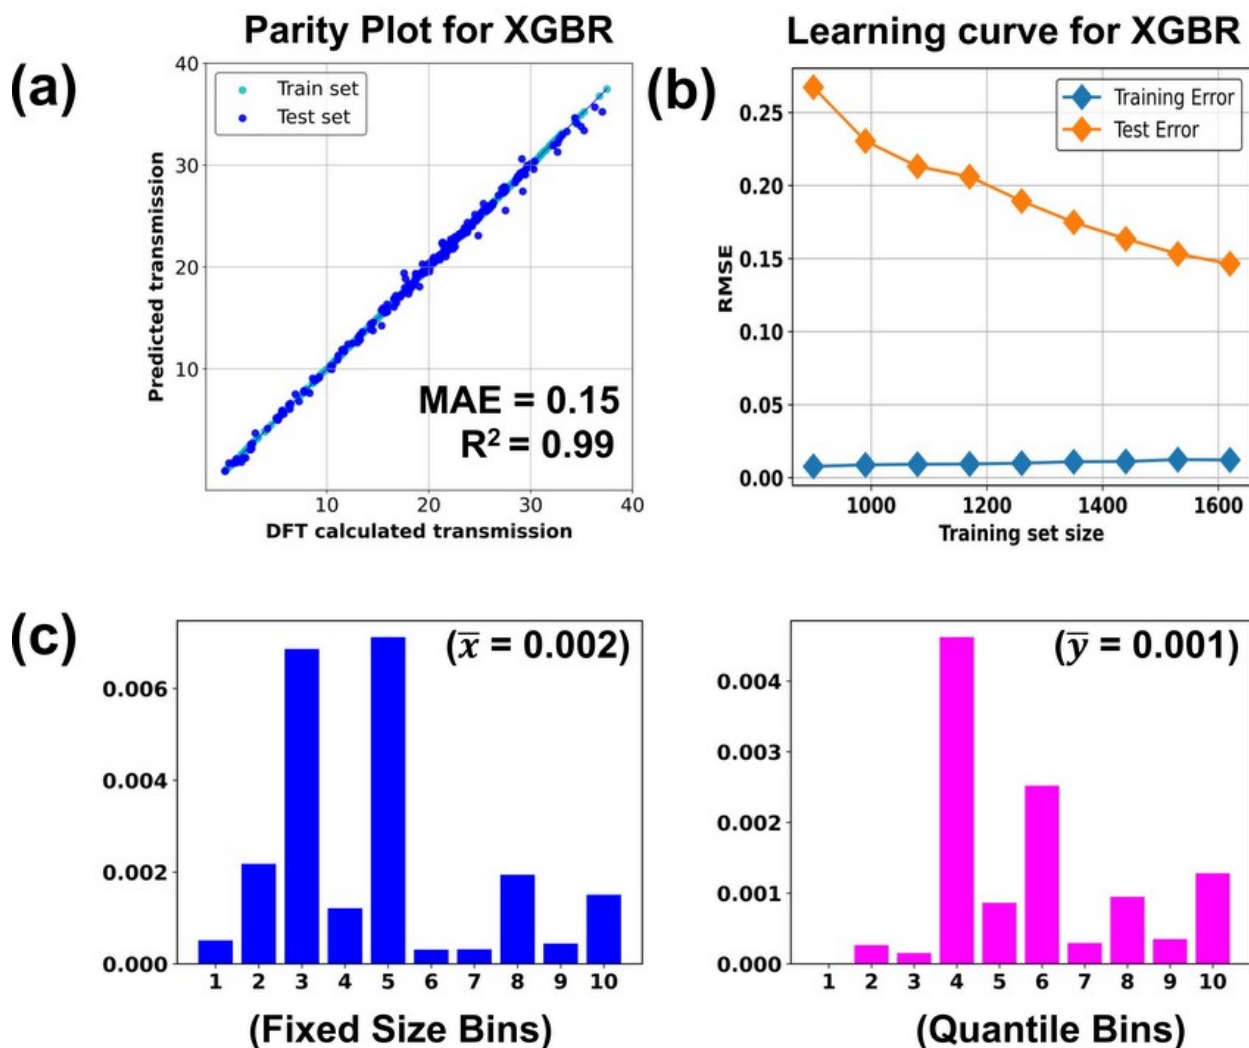 Parity Plot for XGBR
(a)
40
30
20
10
Predicted transmission
Train set
Test set
MAE = 0.15
R² = 0.99
10 20 30 40
DFT calculated transmission
Learning curve for XGBR
(b)
0.25
0.20
0.15
0.10
0.05
0.00
RMSE
Training Error
Test Error
1000 1200 1400 1600
Training set size
(c)
(x̅ = 0.002)
0.006
0.004
0.002
0.000
1 2 3 4 5 6 7 8 9 10
(Fixed Size Bins)
(y̅ = 0.001)
0.004
0.003
0.002
0.001
0.000
1 2 3 4 5 6 7 8 9 10
(Quantile Bins)